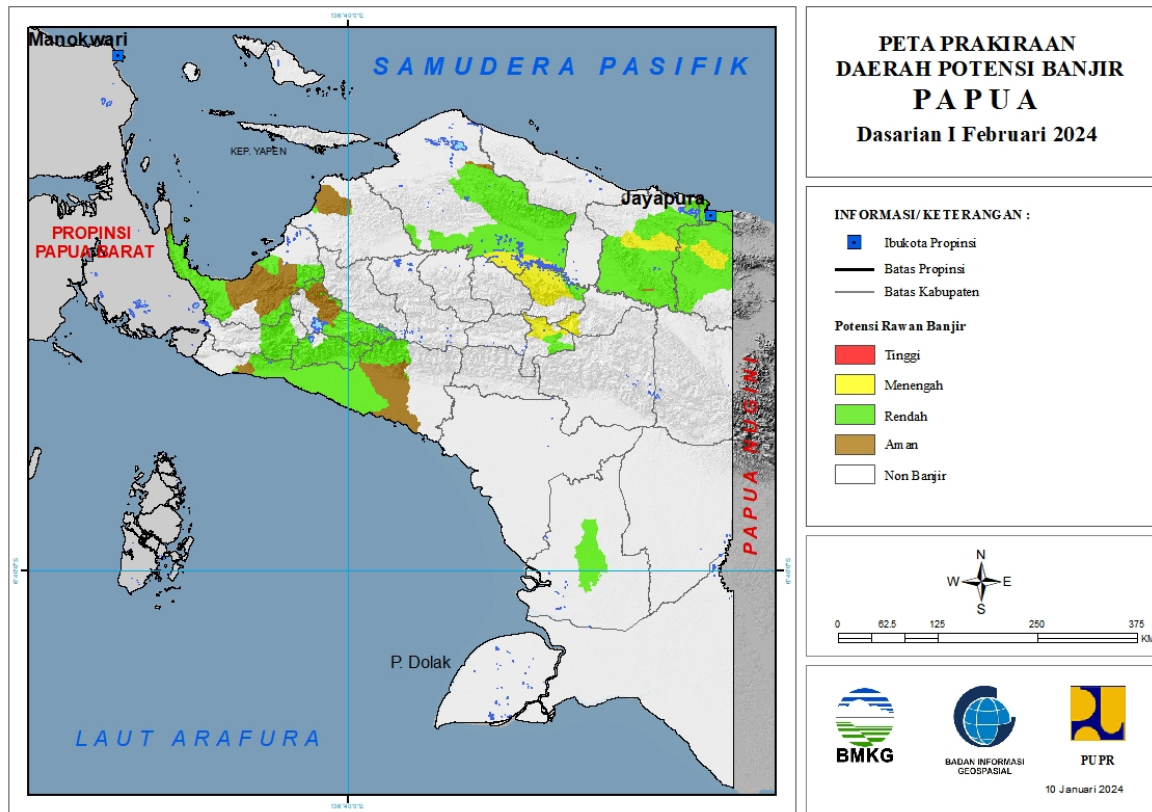 Manokwari
SAMUDERA PASIFIK
KEP. YAPEN
Jayapura
PROPINSI
PAPUA BARAT
PAPUA NUGINI
P. Dolak
LAUT ARAFURA
PETA PRAKIRAAN
DAERAH POTENSI BANJIR
PAPUA
Dasarian I Februari 2024
INFORMASI/ KETERANGAN :
Ibukota Propinsi
Batas Propinsi
Batas Kabupaten
Potensi Rawan Banjir
Tinggi
Menengah
Rendah
Aman
Non Banjir
N
W E
S
0 62.5 125 250 375
KM
BMKG
BADAN INFORMASI
GEOSPASIAL
PUPR
10 Januari 2024